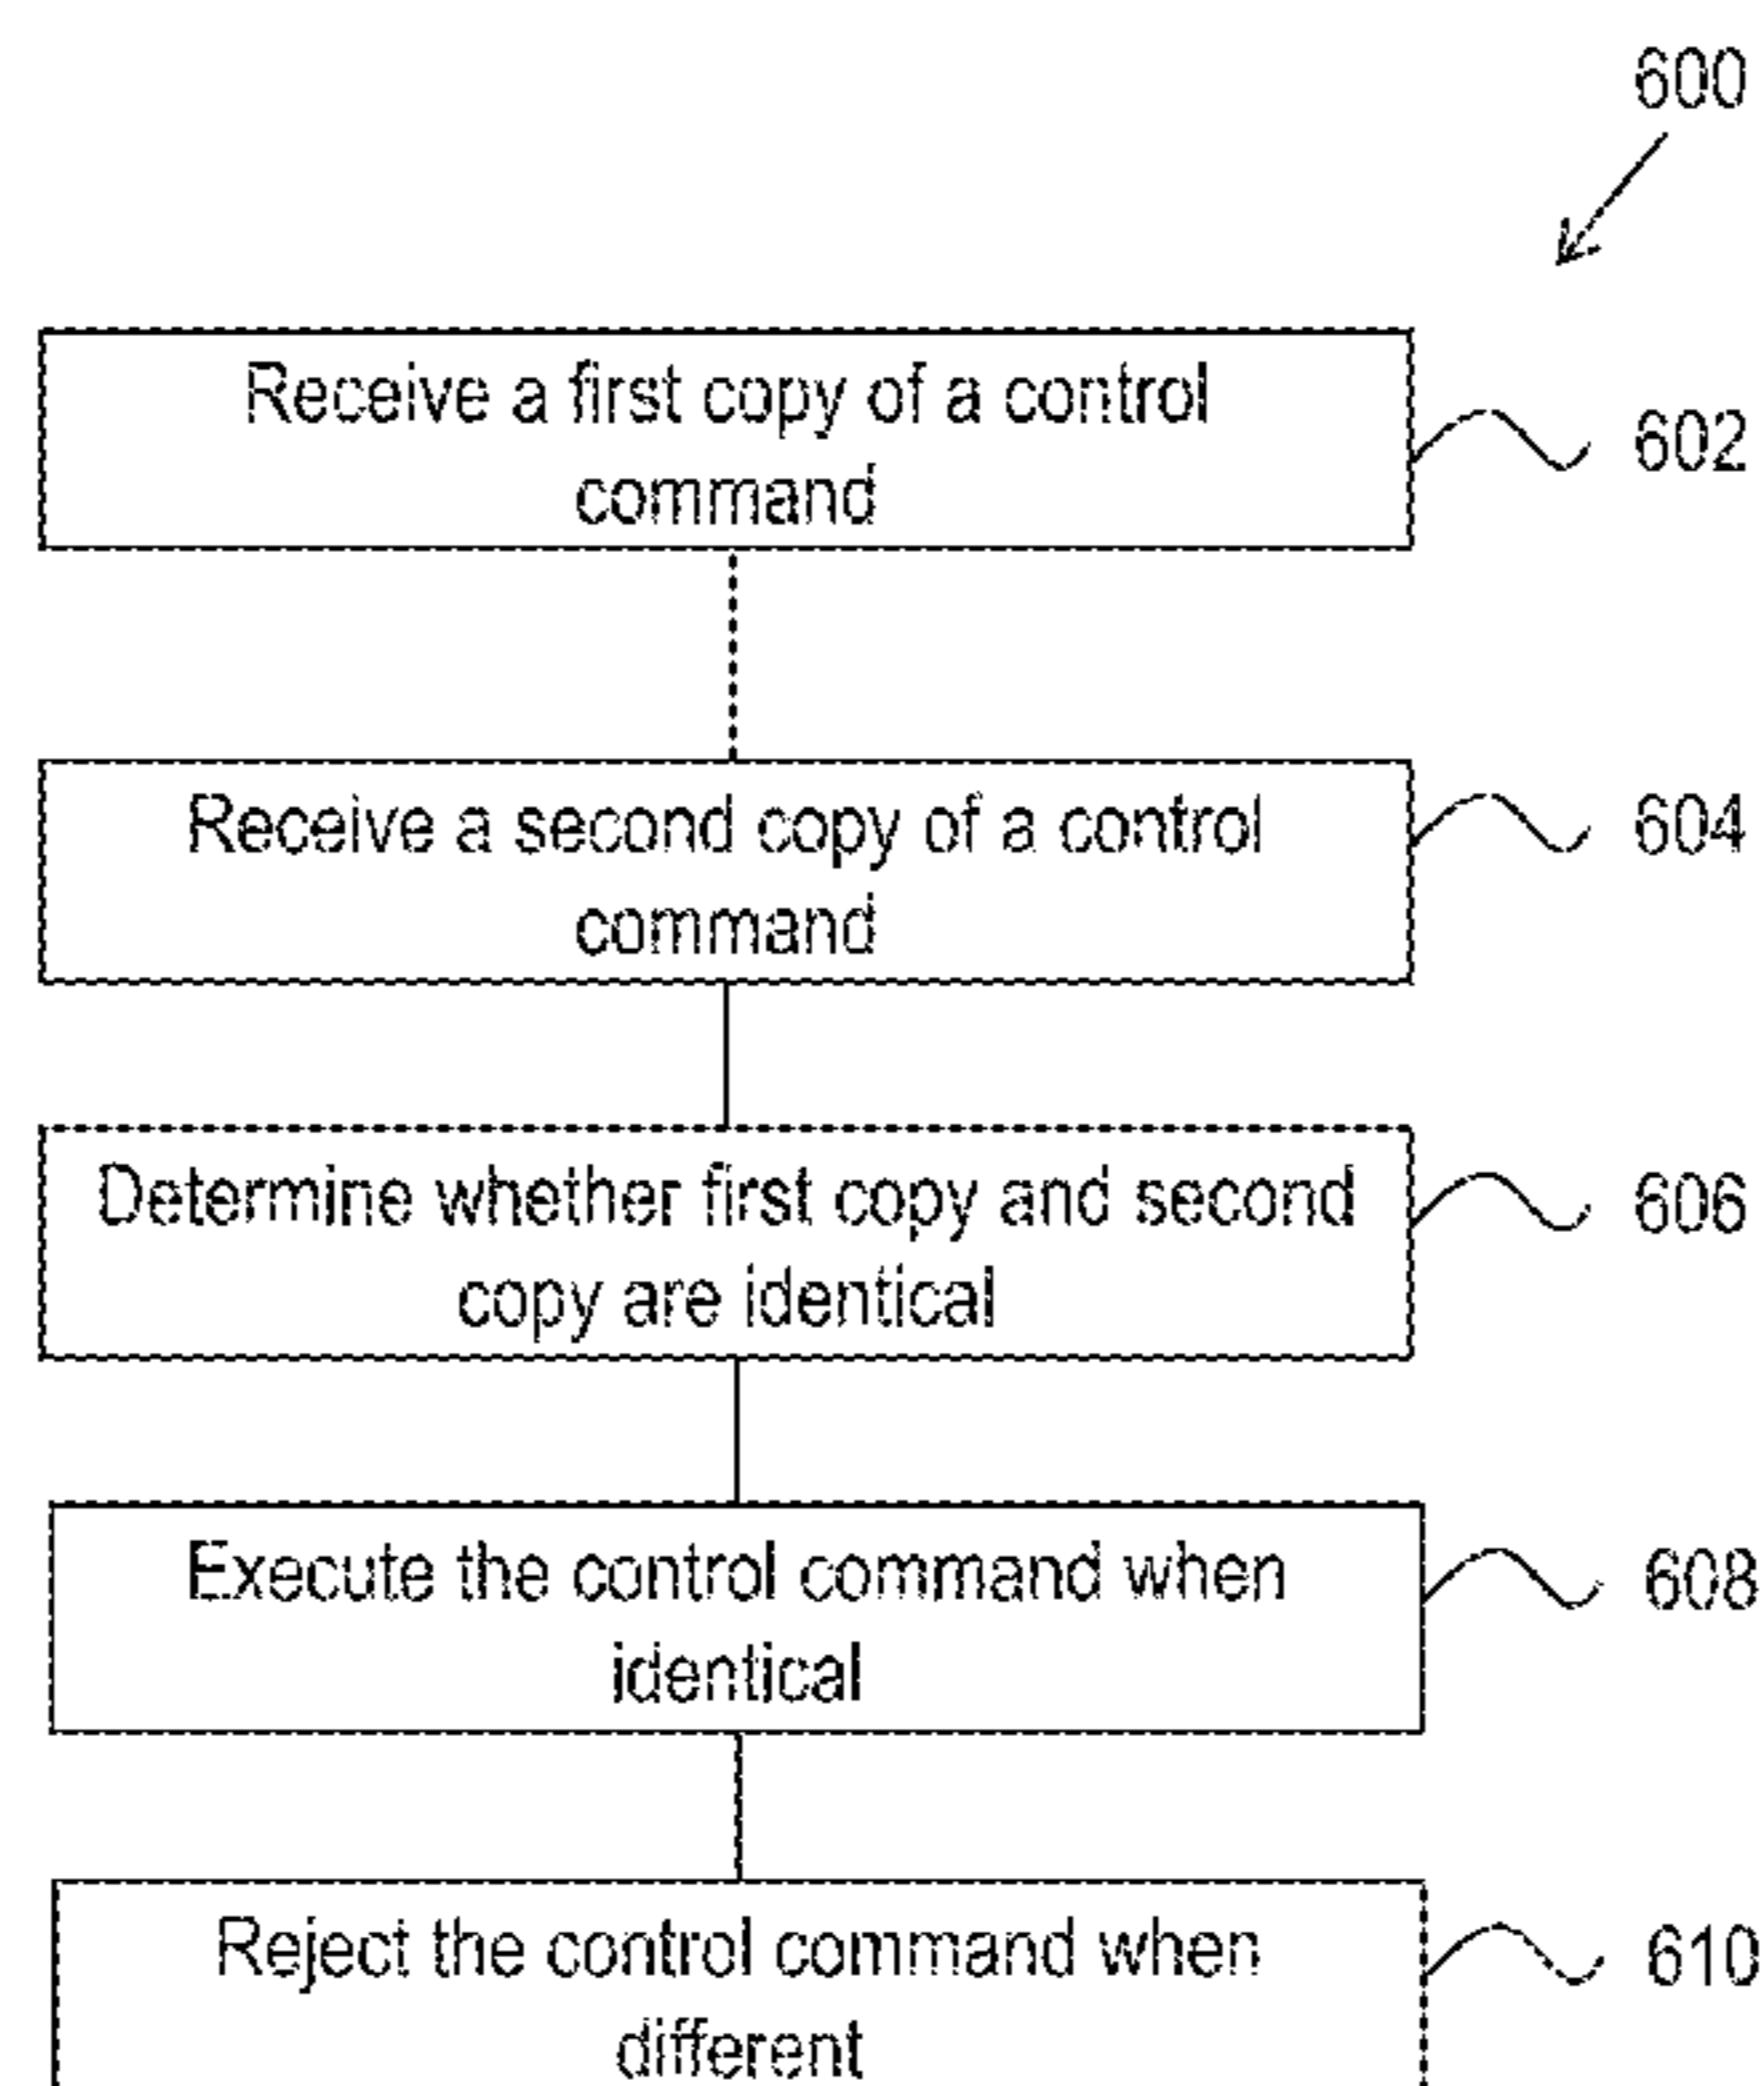 600
Receive a first copy of a control
command
602
Receive a second copy of a control
command
604
Determine whether first copy and second
copy are identical
606
Execute the control command when
identical
608
Reject the control command when
different
610